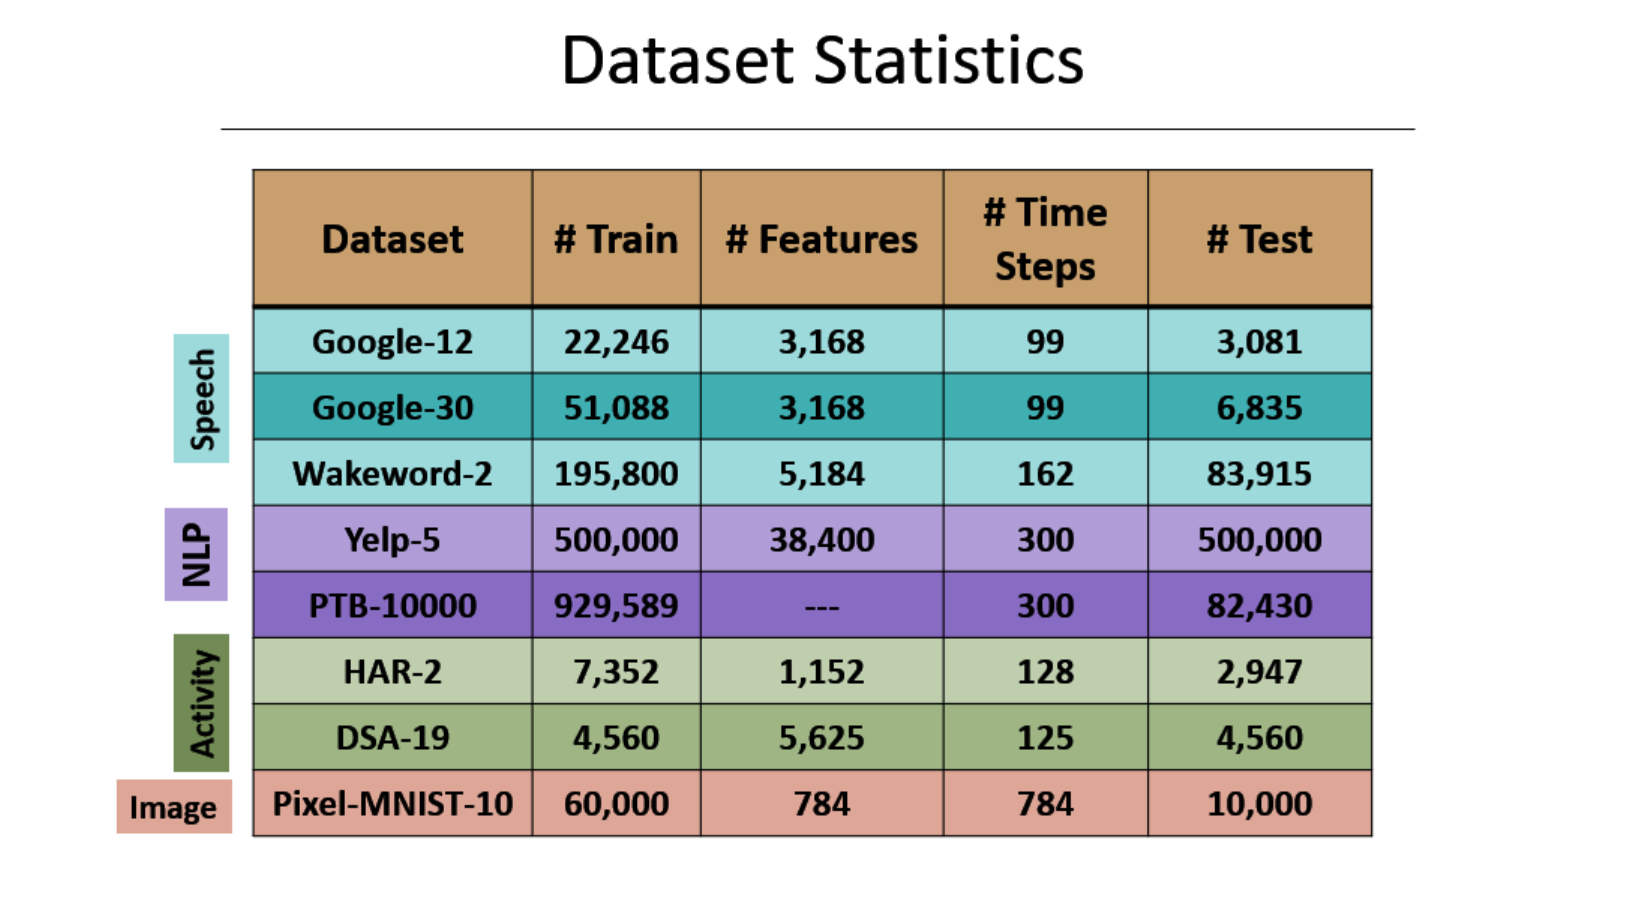 Dataset Statistics
Dataset # Train # Features # Time Steps # Test
Speech
Google-12 22,246 3,168 99 3,081
Google-30 51,088 3,168 99 6,835
Wakeword-2 195,800 5,184 162 83,915
NLP
Yelp-5 500,000 38,400 300 500,000
PTB-10000 929,589 --- 300 82,430
Activity
HAR-2 7,352 1,152 128 2,947
DSA-19 4,560 5,625 125 4,560
Image
Pixel-MNIST-10 60,000 784 784 10,000